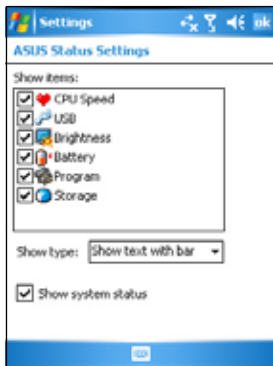 Settings ok
ASUS Status Settings
Show items:
CPU Speed
USB
Brightness
Battery
Program
Storage
Show type: Show text with bar
Show system status